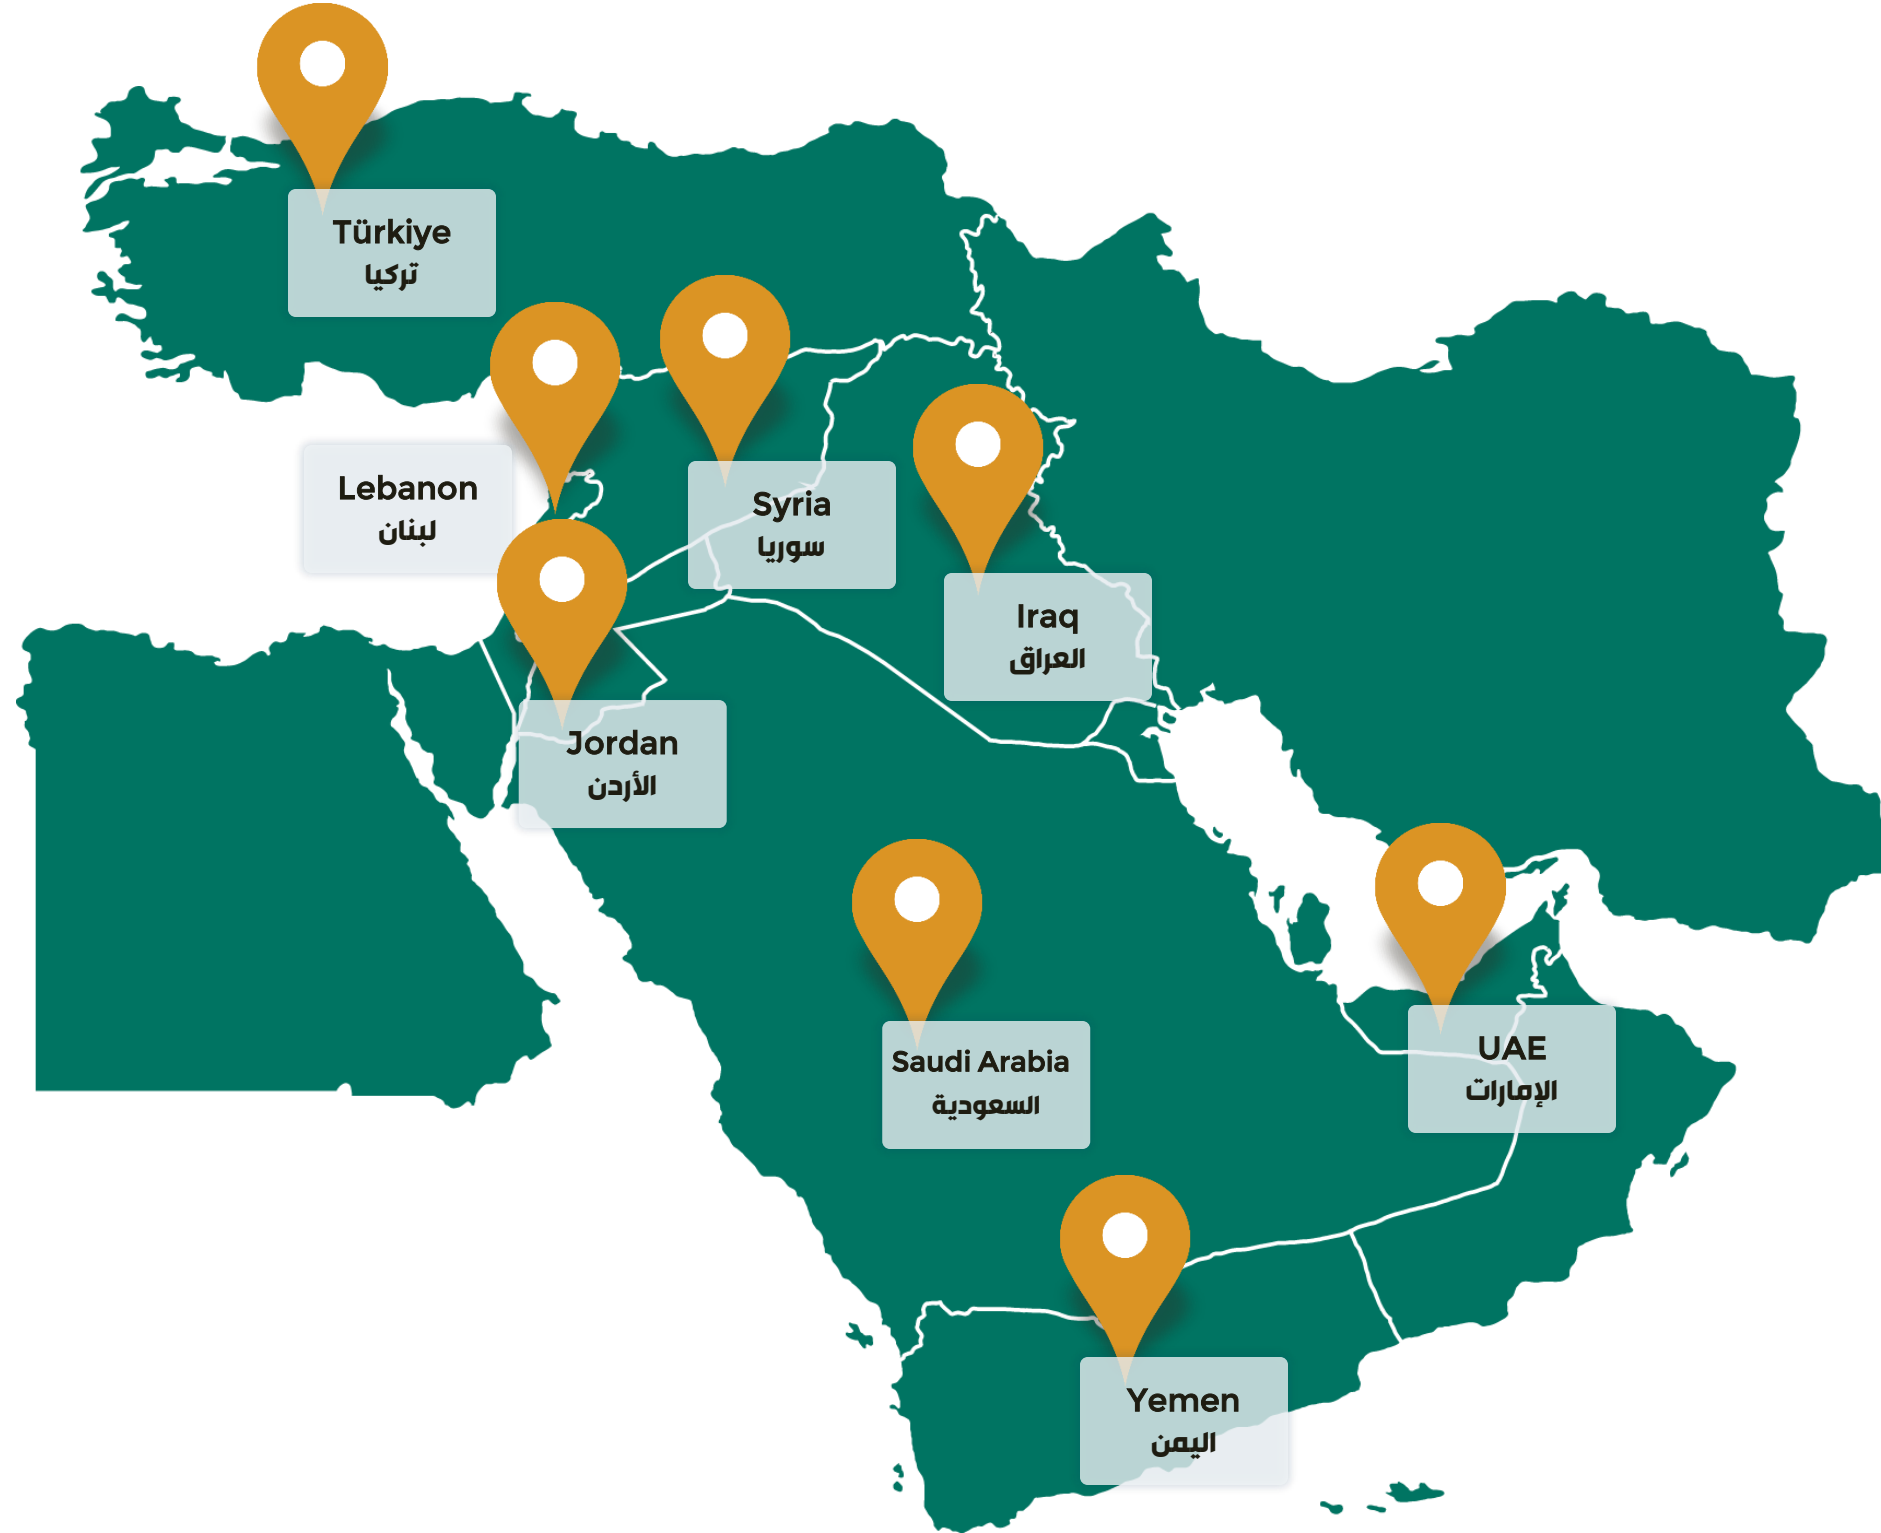 Türkiye
تركيا
Lebanon
لبنان
Syria
سوريا
Iraq
العراق
Jordan
الأردن
Saudi Arabia
السعودية
UAE
الإمارات
Yemen
اليمن